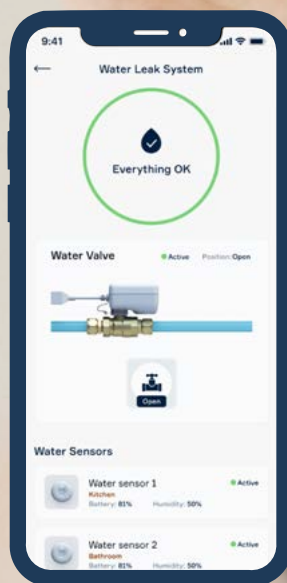 9:41
Water Leak System
Everything OK
Water Valve
Active Position: Open
Open
Water Sensors
Water sensor 1
Active
Kitchen
Battery: 81% Humidity: 50%
Water sensor 2
Active
Bathroom
Battery: 81% Humidity: 50%